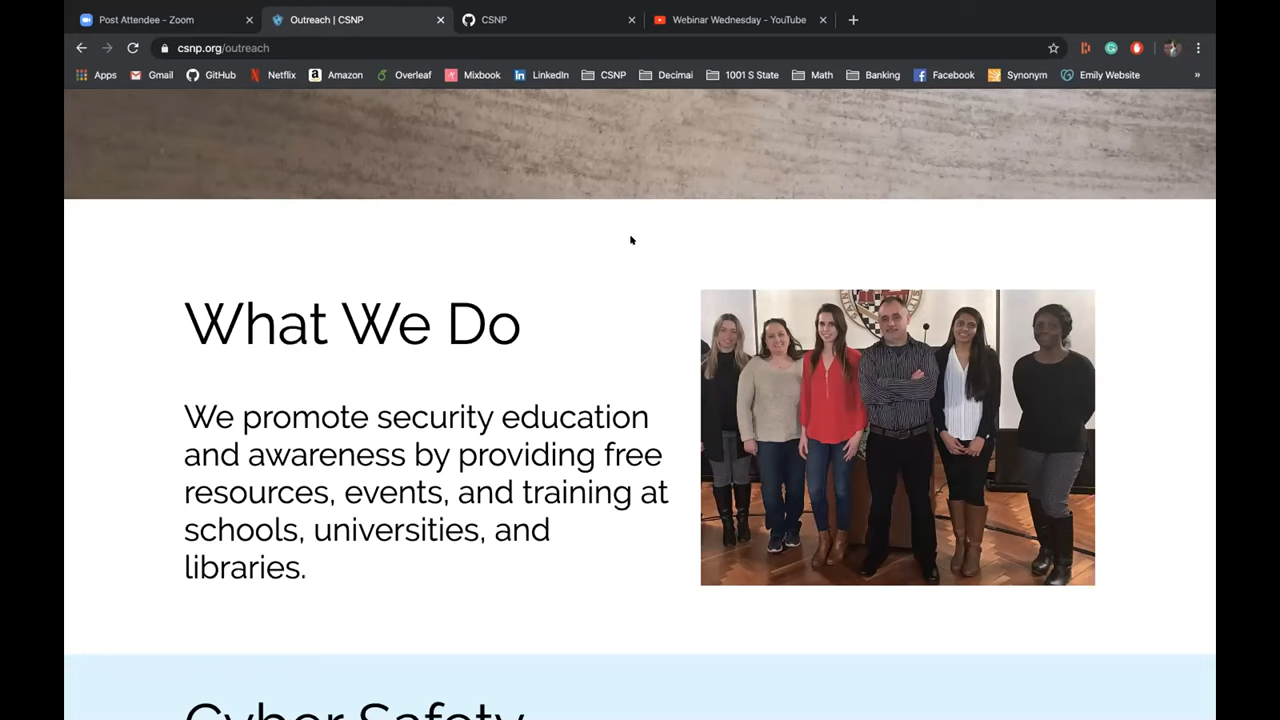 Post Attendee - Zoom
Outreach | CSNP
CSNP
Webinar Wednesday - YouTube
csnp.org/outreach
Apps
Gmail
GitHub
Netflix
Amazon
Overleaf
Mixbook
LinkedIn
CSNP
Decimai
1001 S State
Math
Banking
Facebook
Synonym
Emily Website
»
What We Do
We promote security education
and awareness by providing free
resources, events, and training at
schools, universities, and
libraries.
Cyber Safety